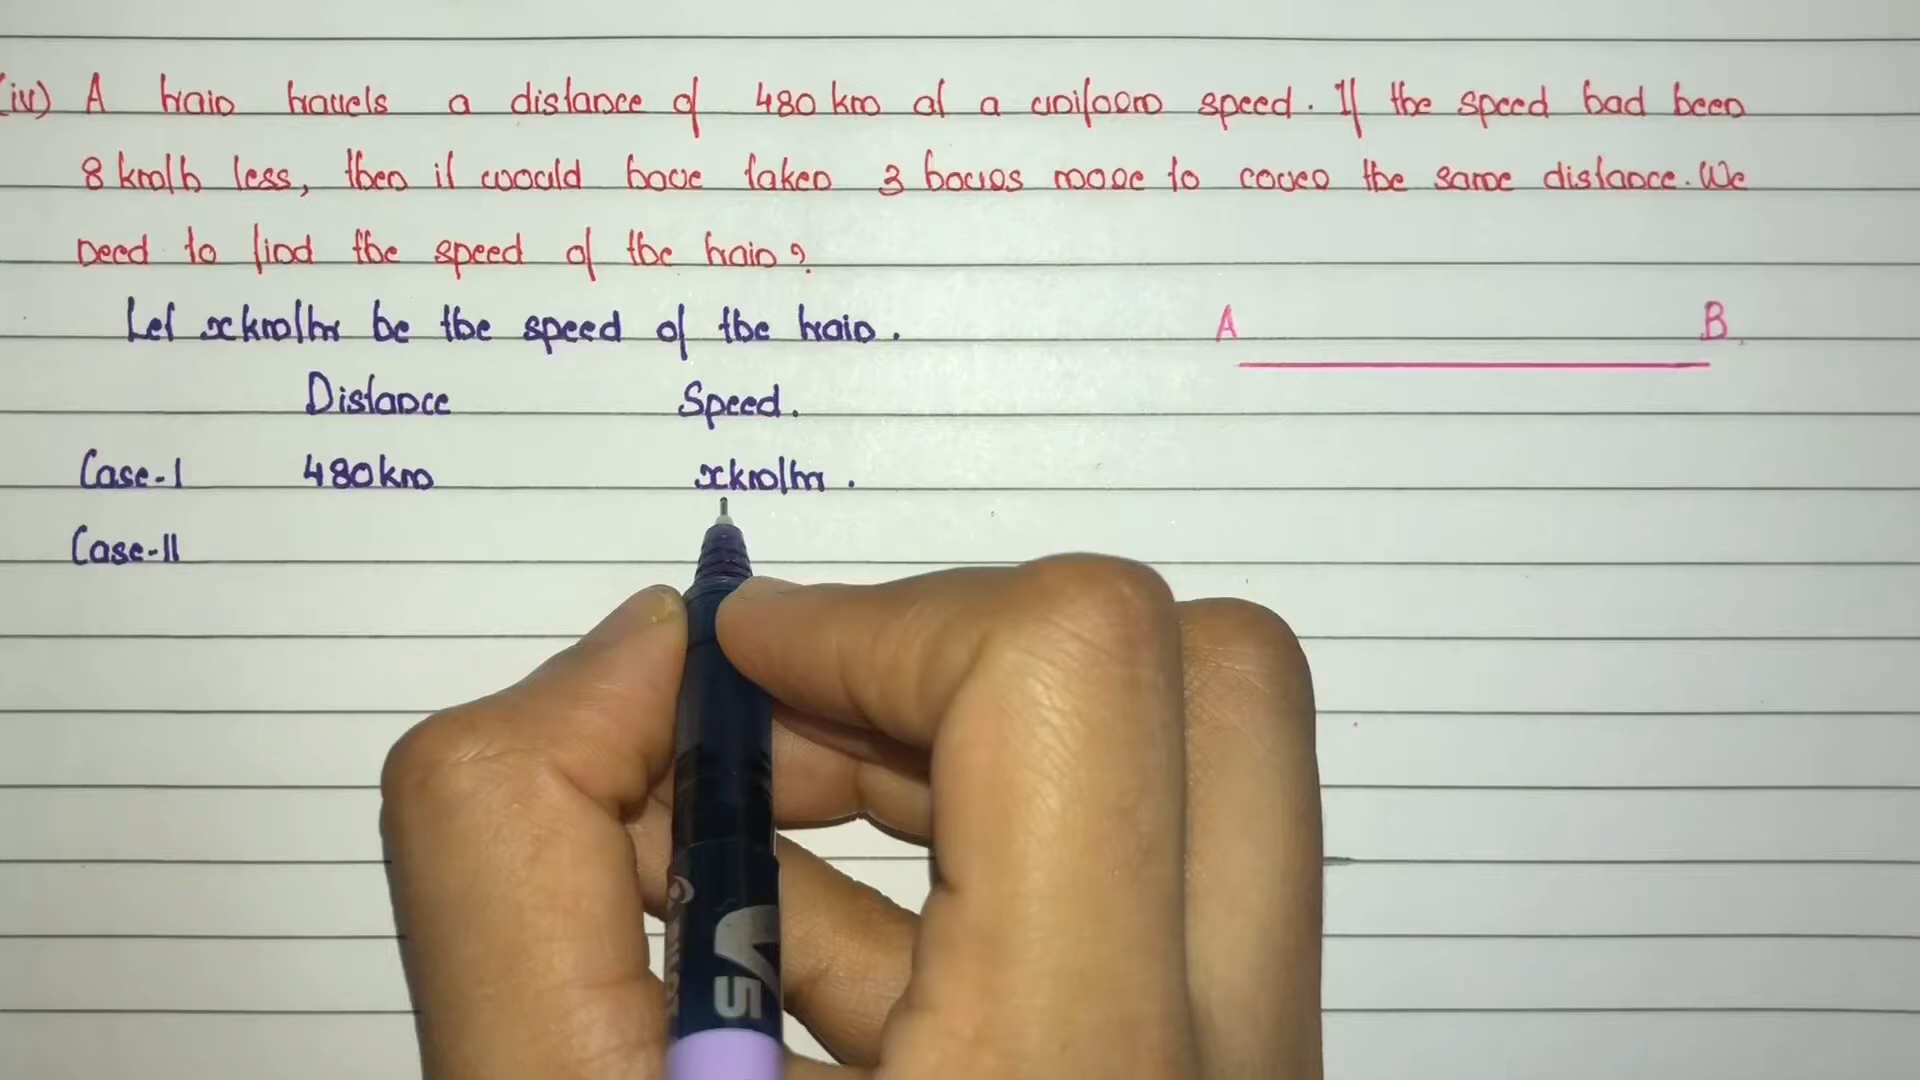 (iv) A train travels a distance of 480 km at a uniform speed. If the speed had been
8 km/h less, then it would have taken 3 hours more to cover the same distance. We
need to find the speed of the train?
Let x km/hr be the speed of the train.
A B
Distance Speed.
Case-I 480km x km/hr.
Case-II
V5